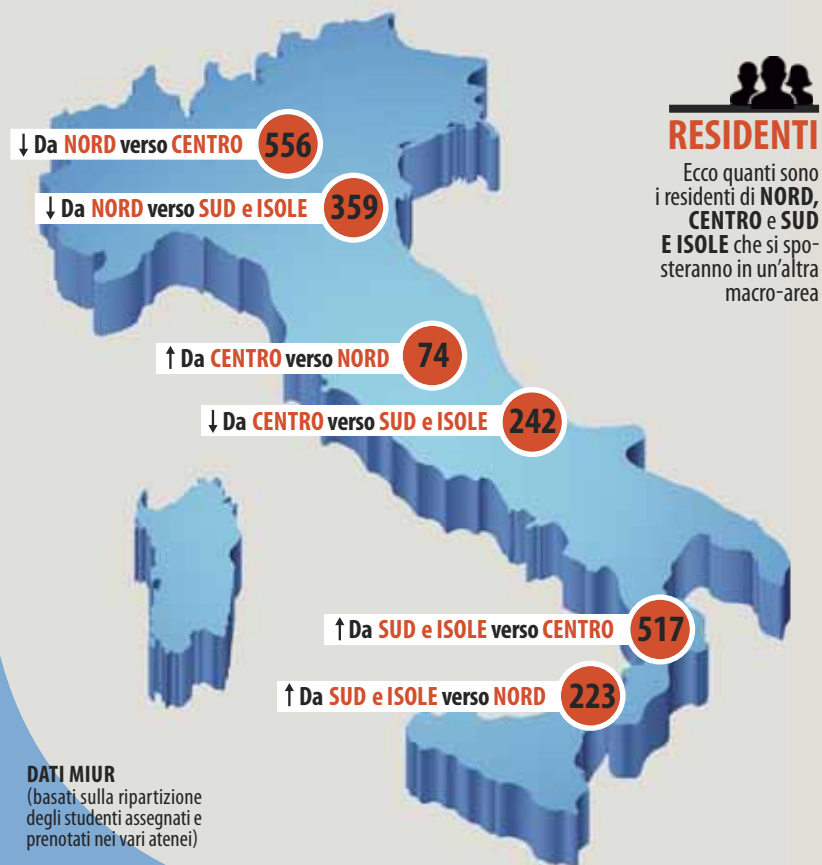 ↓ Da NORD verso CENTRO 556
↓ Da NORD verso SUD e ISOLE 359
RESIDENTI
Ecco quanti sono
i residenti di NORD,
CENTRO e SUD
E ISOLE che si spo-
steranno in un'altra
macro-area
↑ Da CENTRO verso NORD 74
↓ Da CENTRO verso SUD e ISOLE 242
↑ Da SUD e ISOLE verso CENTRO 517
↑ Da SUD e ISOLE verso NORD 223
DATI MIUR
(basati sulla ripartizione
degli studenti assegnati e
prenotati nei vari atenei)